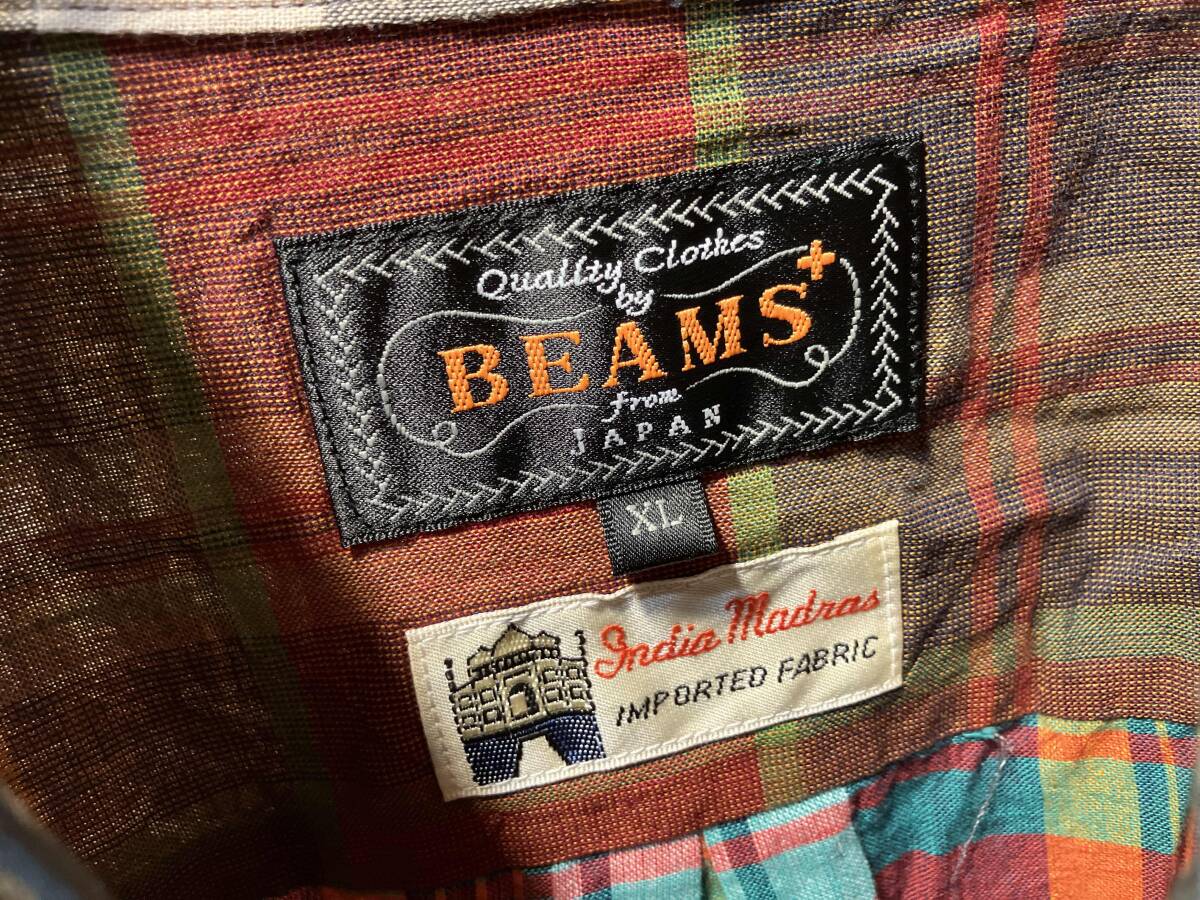 Quality Clothes
by
BEAMS+
from
JAPAN
XL
India Madras
IMPORTED FABRIC